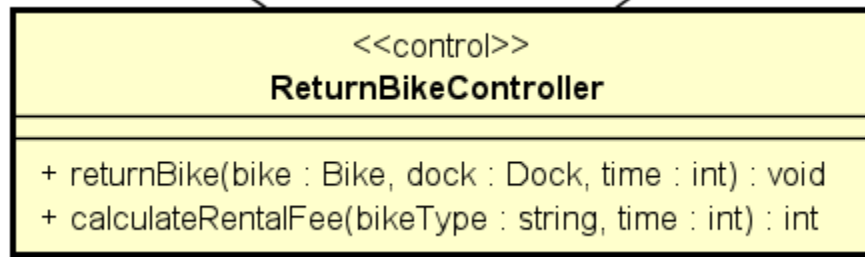 <<control>>
ReturnBikeController
+ returnBike(bike : Bike, dock : Dock, time : int) : void
+ calculateRentalFee(bikeType : string, time : int) : int